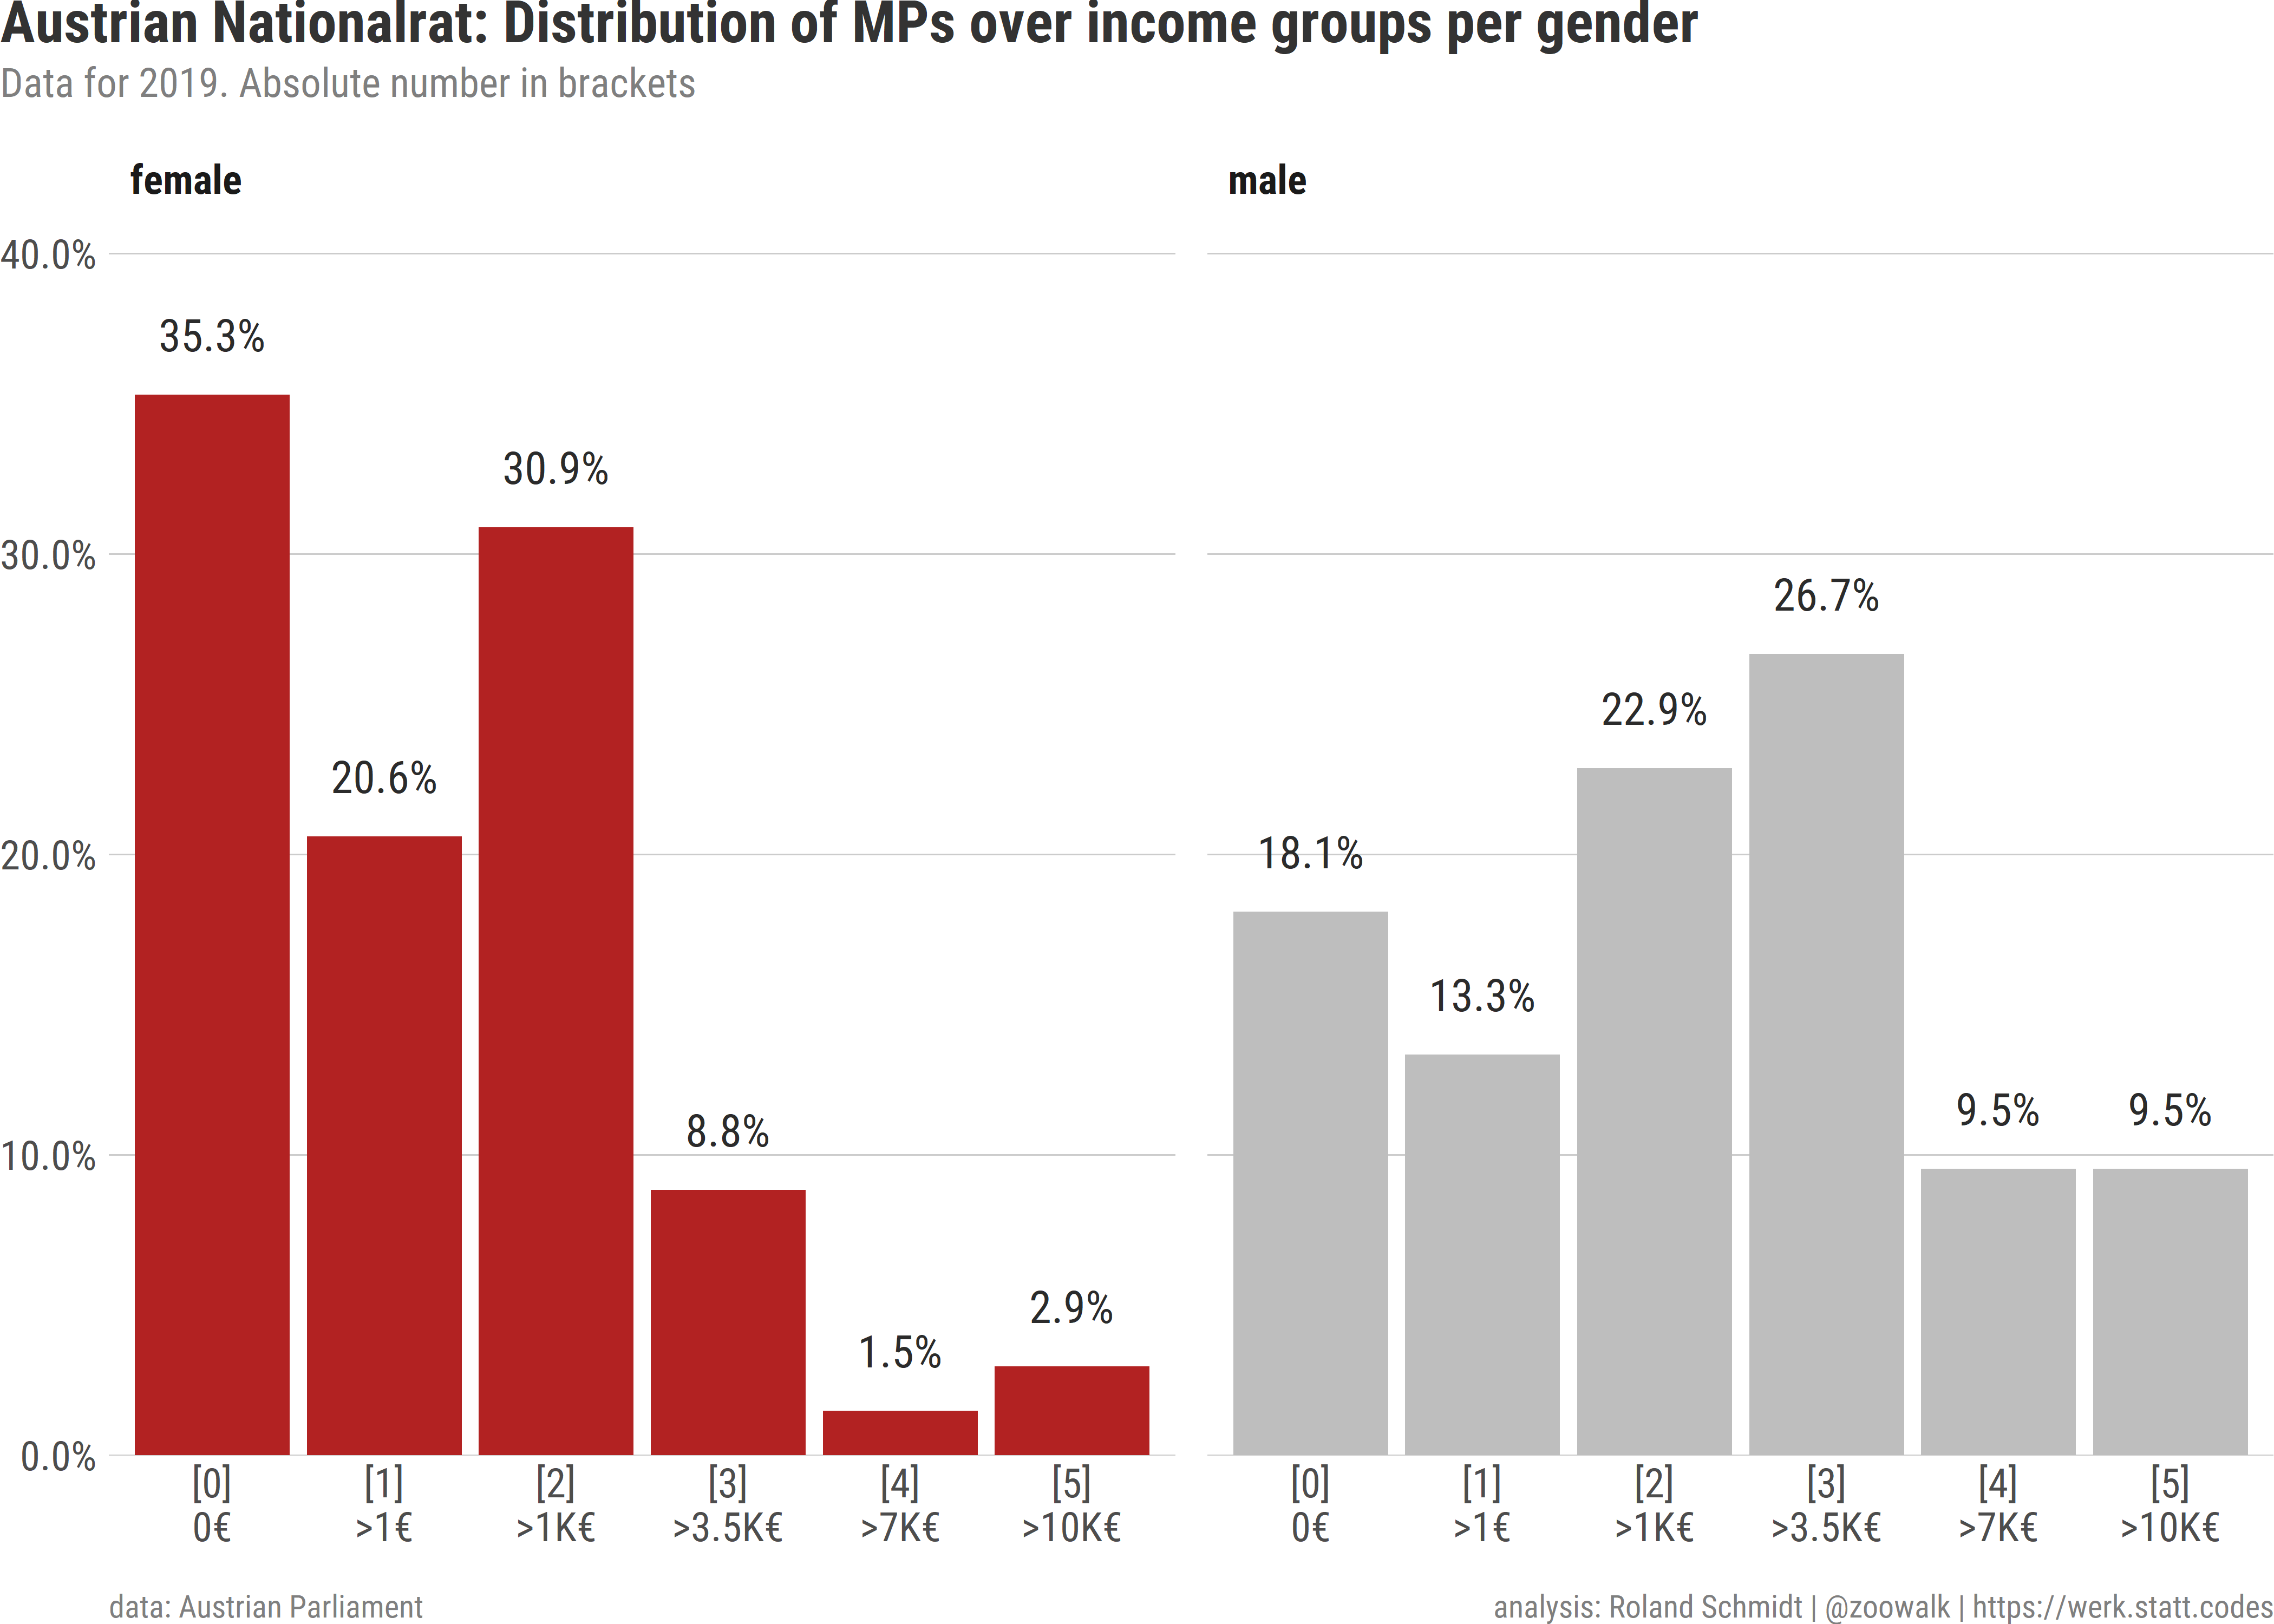 Austrian Nationalrat: Distribution of MPs over income groups per gender
Data for 2019. Absolute number in brackets
female
male
40.0%
30.0%
20.0%
10.0%
0.0%
35.3%
20.6%
30.9%
8.8%
1.5%
2.9%
18.1%
13.3%
22.9%
26.7%
9.5%
9.5%
[0] [1] [2] [3] [4] [5]
0€ >1€ >1K€ >3.5K€ >7K€ >10K€
[0] [1] [2] [3] [4] [5]
0€ >1€ >1K€ >3.5K€ >7K€ >10K€
data: Austrian Parliament
analysis: Roland Schmidt | @zoowalk | https://werk.statt.codes